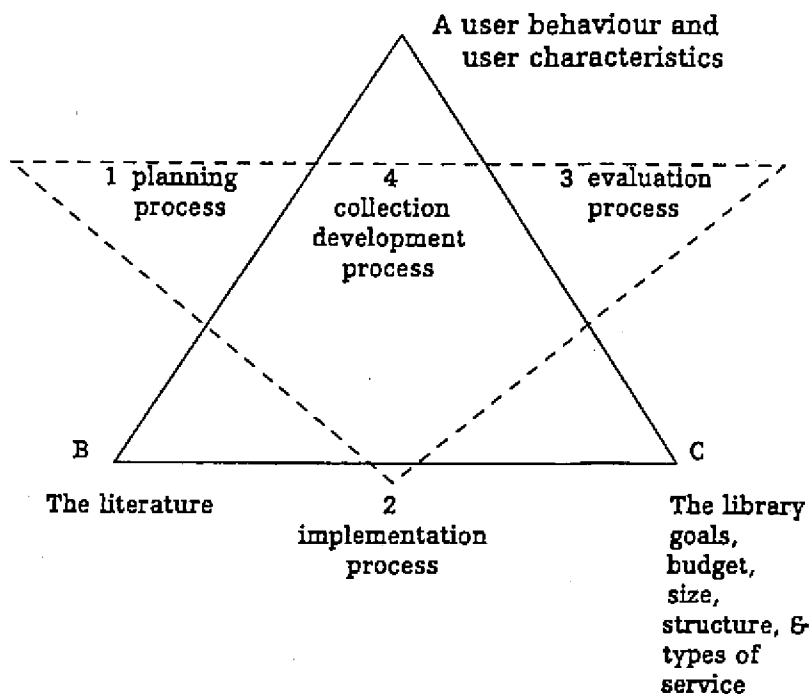 A user behaviour and
user characteristics
1 planning
process
4
collection
development
process
3 evaluation
process
B
The literature
2
implementation
process
C
The library
goals,
budget,
size,
structure, &
types of
service